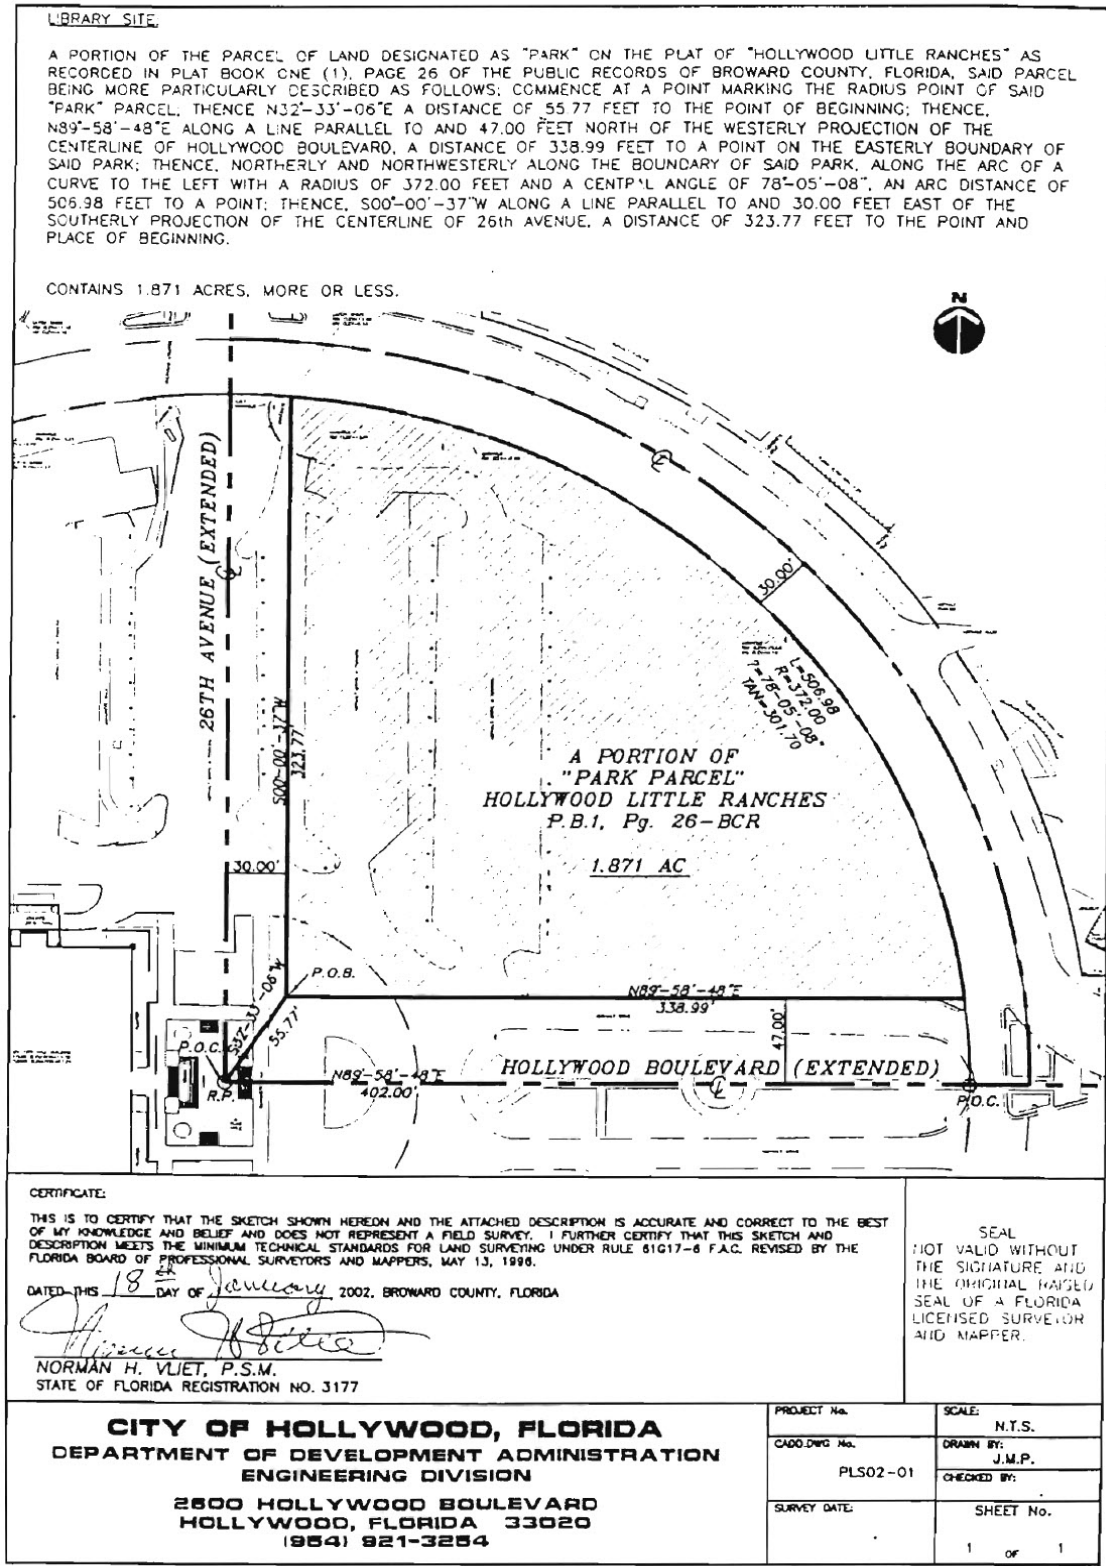 LIBRARY SITE:
A PORTION OF THE PARCEL OF LAND DESIGNATED AS "PARK" ON THE PLAT OF "HOLLYWOOD LITTLE RANCHES" AS
RECORDED IN PLAT BOOK ONE (1), PAGE 26 OF THE PUBLIC RECORDS OF BROWARD COUNTY, FLORIDA, SAID PARCEL
BEING MORE PARTICULARLY DESCRIBED AS FOLLOWS; COMMENCE AT A POINT MARKING THE RADIUS POINT OF SAID
"PARK" PARCEL; THENCE N32°-33'-06"E A DISTANCE OF 55.77 FEET TO THE POINT OF BEGINNING; THENCE,
N89°-58'-48"E ALONG A LINE PARALLEL TO AND 47.00 FEET NORTH OF THE WESTERLY PROJECTION OF THE
CENTERLINE OF HOLLYWOOD BOULEVARD, A DISTANCE OF 338.99 FEET TO A POINT ON THE EASTERLY BOUNDARY OF
SAID PARK; THENCE, NORTHERLY AND NORTHWESTERLY ALONG THE BOUNDARY OF SAID PARK, ALONG THE ARC OF A
CURVE TO THE LEFT WITH A RADIUS OF 372.00 FEET AND A CENTRAL ANGLE OF 78°-05'-08", AN ARC DISTANCE OF
506.98 FEET TO A POINT; THENCE, S00°-00'-37"W ALONG A LINE PARALLEL TO AND 30.00 FEET EAST OF THE
SOUTHERLY PROJECTION OF THE CENTERLINE OF 26th AVENUE, A DISTANCE OF 323.77 FEET TO THE POINT AND
PLACE OF BEGINNING.
CONTAINS 1.871 ACRES, MORE OR LESS.
N
26TH AVENUE (EXTENDED)
30.00'
L=506.98
R=372.00
?=78-05'-08"
TAN=301.70
S00-00'-37"W
323.77'
A PORTION OF
"PARK PARCEL"
HOLLYWOOD LITTLE RANCHES
P.B.1, Pg. 26-BCR
1.871 AC
30.00'
P.O.B.
N89°-58'-48"E
338.99'
S32°-33'-06"W
55.77'
47.00'
P.O.C.
R.P.
N89°-58'-48"E
402.00'
HOLLYWOOD BOULEVARD (EXTENDED)
P.O.C.
CERTIFICATE:
THIS IS TO CERTIFY THAT THE SKETCH SHOWN HEREON AND THE ATTACHED DESCRIPTION IS ACCURATE AND CORRECT TO THE BEST
OF MY KNOWLEDGE AND BELIEF AND DOES NOT REPRESENT A FIELD SURVEY. I FURTHER CERTIFY THAT THIS SKETCH AND
DESCRIPTION MEETS THE MINIMUM TECHNICAL STANDARDS FOR LAND SURVEYING UNDER RULE 61G17-6 F.A.C. REVISED BY THE
FLORIDA BOARD OF PROFESSIONAL SURVEYORS AND MAPPERS, MAY 13, 1996.
DATED THIS 18th DAY OF January 2002. BROWARD COUNTY, FLORIDA
NORMAN H. VLIET, P.S.M.
STATE OF FLORIDA REGISTRATION NO. 3177
SEAL
NOT VALID WITHOUT
THE SIGNATURE AND
THE ORIGINAL RAISED
SEAL OF A FLORIDA
LICENSED SURVEYOR
AND MAPPER.
CITY OF HOLLYWOOD, FLORIDA
DEPARTMENT OF DEVELOPMENT ADMINISTRATION
ENGINEERING DIVISION
2600 HOLLYWOOD BOULEVARD
HOLLYWOOD, FLORIDA 33020
(954) 921-3254
PROJECT No.
CADD.DWG No.
PLS02-01
SURVEY DATE:
SCALE:
N.T.S.
DRAWN BY:
J.M.P.
CHECKED BY:
SHEET No.
1 OF 1